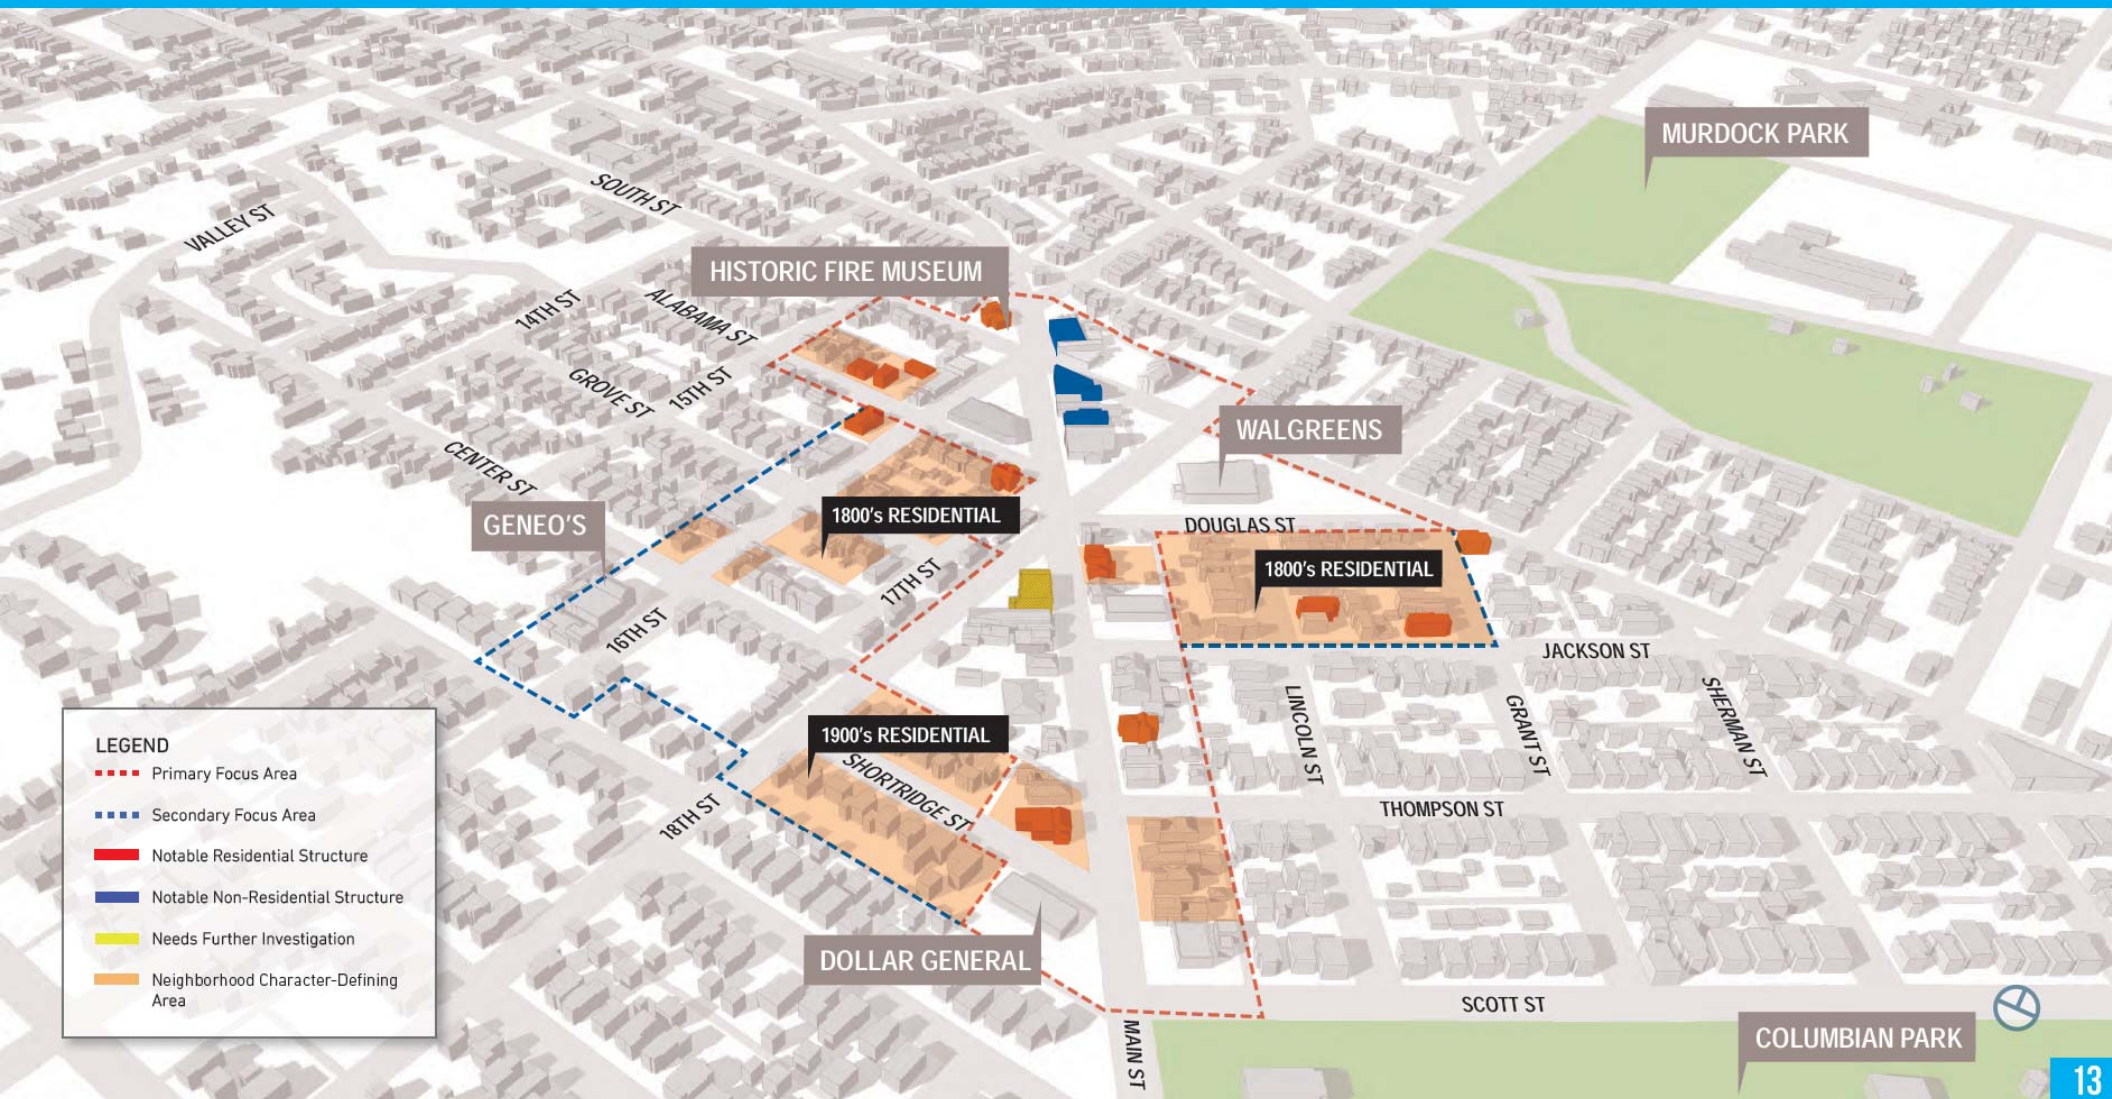 MURDOCK PARK
SOUTH ST
VALLEY ST
HISTORIC FIRE MUSEUM
14TH ST
ALABAMA ST
15TH ST
GROVE ST
WALGREENS
CENTER ST
GENEO'S
1800's RESIDENTIAL
DOUGLAS ST
1800's RESIDENTIAL
17TH ST
16TH ST
JACKSON ST
LINCOLN ST
GRANT ST
SHERMAN ST
1900's RESIDENTIAL
SHORTRIDGE ST
18TH ST
THOMPSON ST
LEGEND
Primary Focus Area
Secondary Focus Area
Notable Residential Structure
Notable Non-Residential Structure
Needs Further Investigation
Neighborhood Character-Defining
Area
DOLLAR GENERAL
SCOTT ST
MAIN ST
COLUMBIAN PARK
13